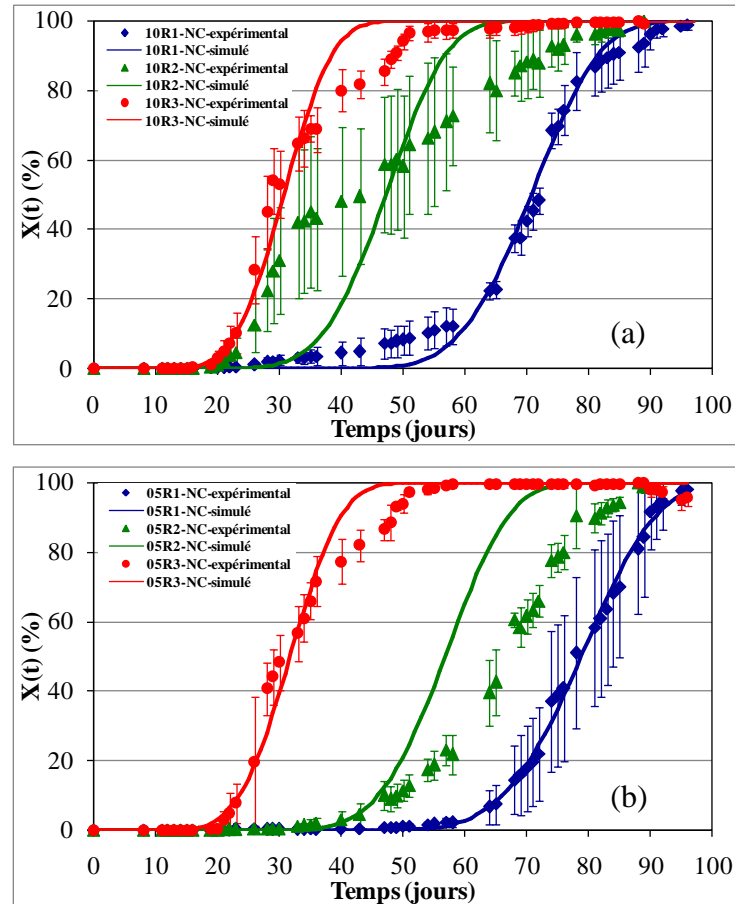 10R1-NC-expérimental
10R1-NC-simulé
10R2-NC-expérimental
10R2-NC-simulé
10R3-NC-expérimental
10R3-NC-simulé
X(t) (%)
100
80
60
40
20
0
(a)
0 10 20 30 40 50 60 70 80 90 100
Temps (jours)
05R1-NC-expérimental
05R1-NC-simulé
05R2-NC-expérimental
05R2-NC-simulé
05R3-NC-expérimental
05R3-NC-simulé
X(t) (%)
100
80
60
40
20
0
(b)
0 10 20 30 40 50 60 70 80 90 100
Temps (jours)